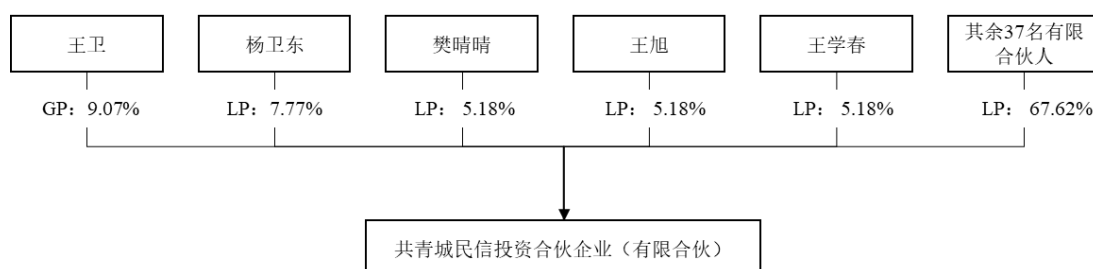 王卫
杨卫东
樊晴晴
王旭
王学春
其余37名有限
合伙人
GP：9.07%
LP：7.77%
LP： 5.18%
LP： 5.18%
LP： 5.18%
LP： 67.62%
共青城民信投资合伙企业（有限合伙）